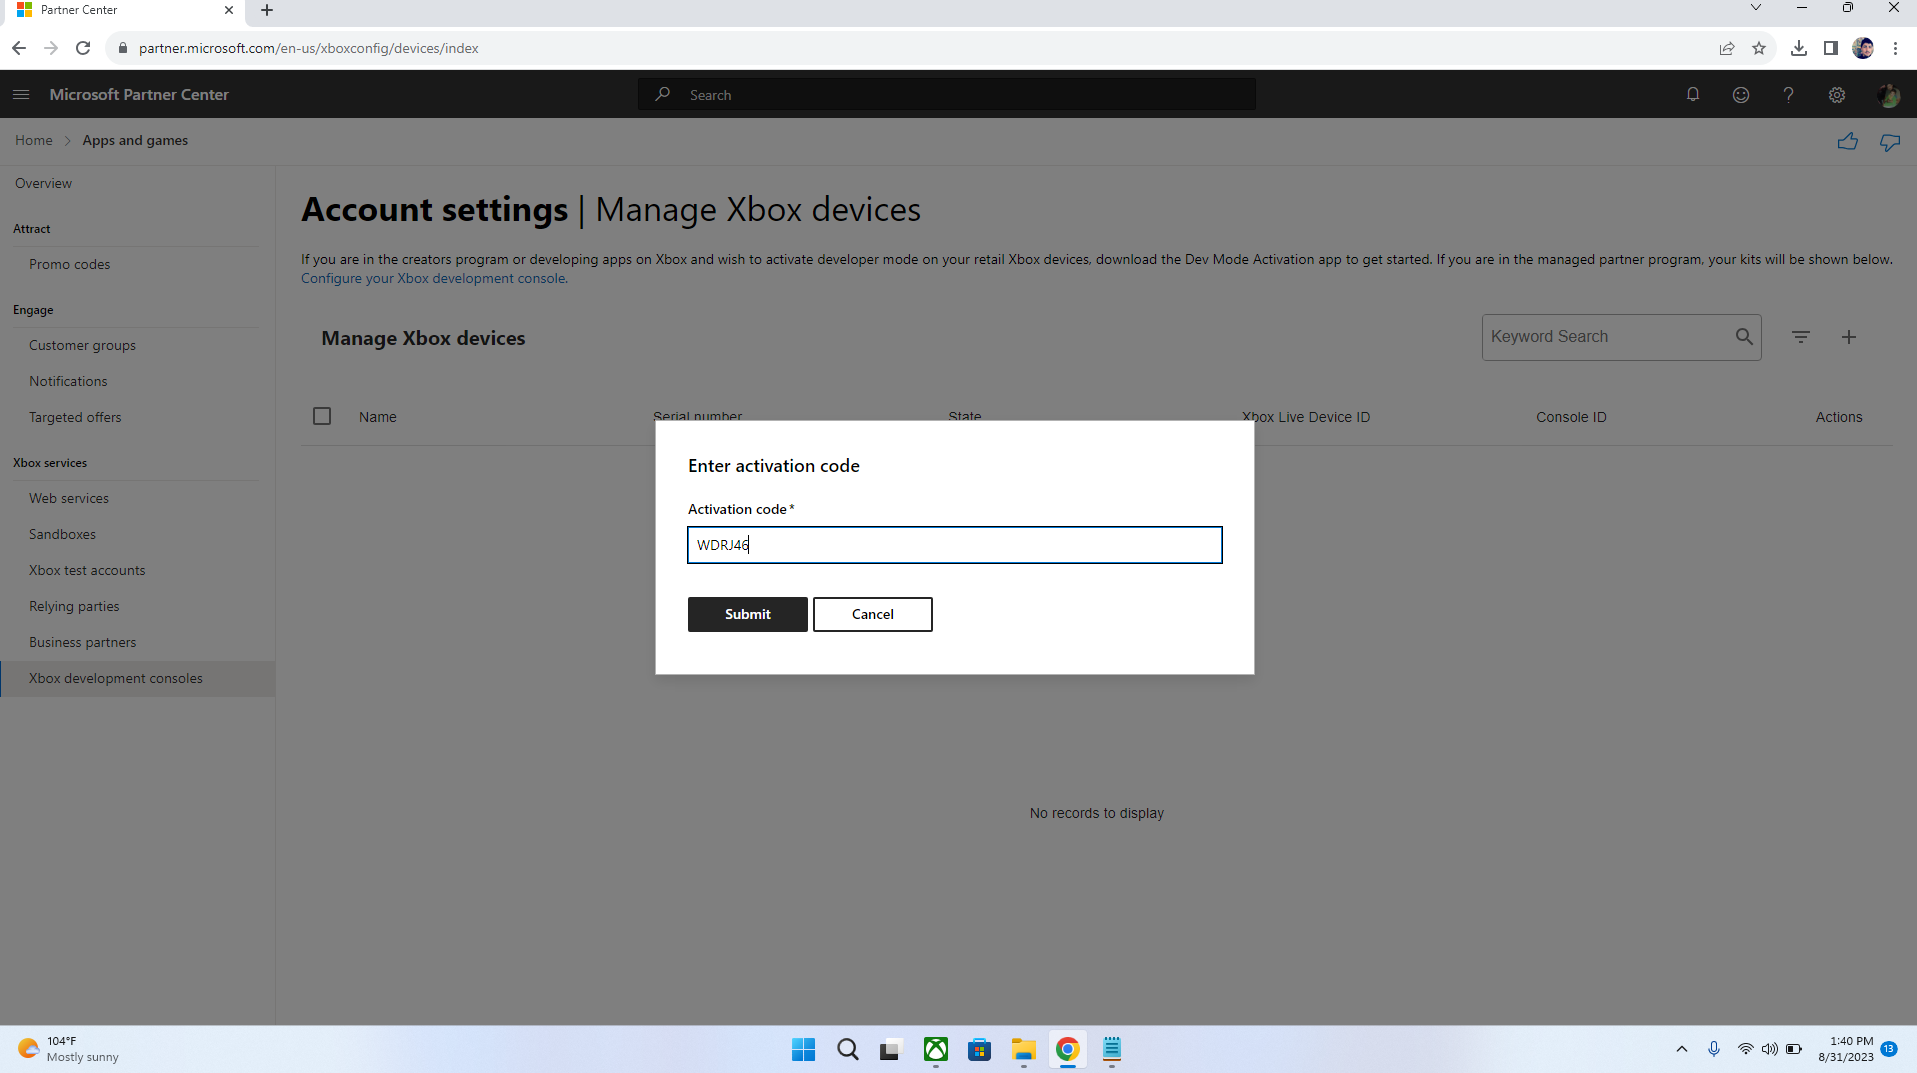 Partner Center
partner.microsoft.com/en-us/xboxconfig/devices/index
Microsoft Partner Center
Search
Home
Apps and games
Overview
Attract
Promo codes
Engage
Customer groups
Notifications
Targeted offers
Xbox services
Web services
Sandboxes
Xbox test accounts
Relying parties
Business partners
Xbox development consoles
Account settings | Manage Xbox devices
If you are in the creators program or developing apps on Xbox and wish to activate developer mode on your retail Xbox devices, download the Dev Mode Activation app to get started. If you are in the managed partner program, your kits will be shown below.
Configure your Xbox development console.
Manage Xbox devices
Keyword Search
Name Serial number State Xbox Live Device ID Console ID Actions
Enter activation code
Activation code*
WDRJ46
Submit Cancel
No records to display
104°F
Mostly sunny
1:40 PM
8/31/2023
13